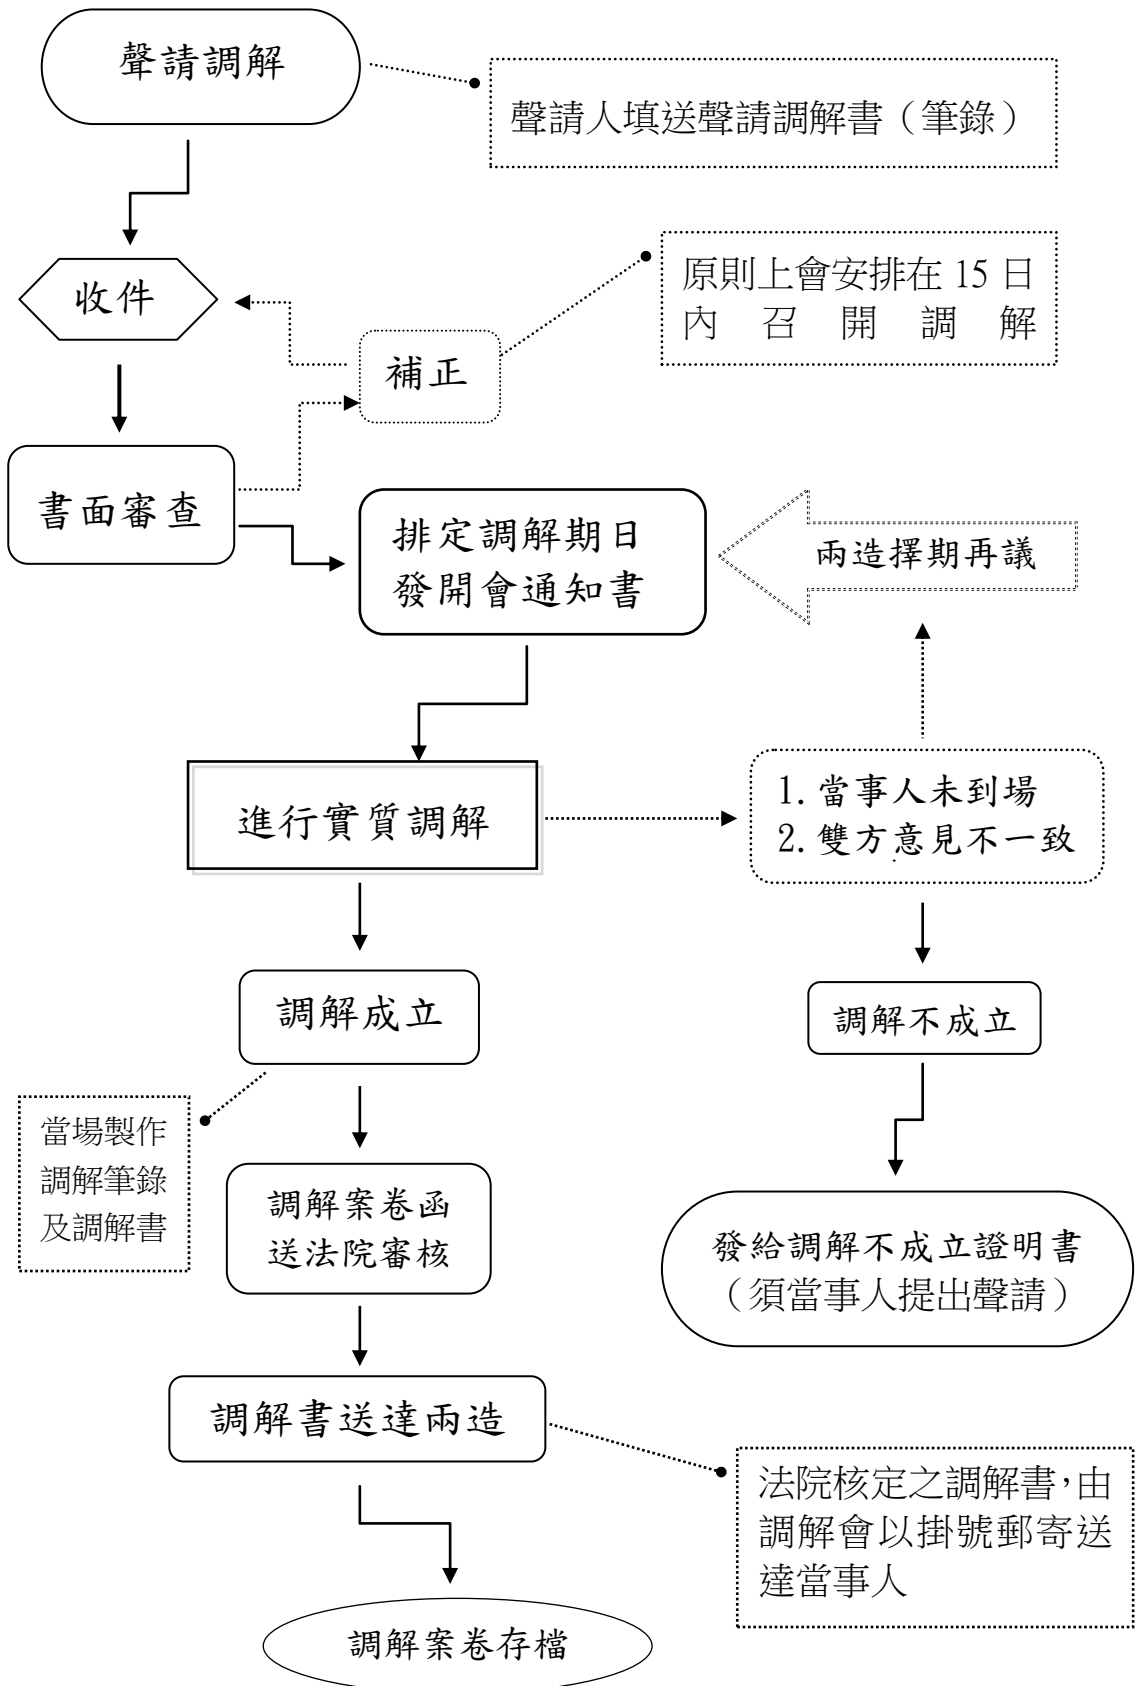 聲請調解
聲請人填送聲請調解書（筆錄）
收件
原則上會安排在 15 日
內召開調解
補正
書面審查
排定調解期日
發開會通知書
兩造擇期再議
進行實質調解
1. 當事人未到場
2. 雙方意見不一致
調解成立
調解不成立
當場製作
調解筆錄
及調解書
調解案卷函
送法院審核
發給調解不成立證明書
（須當事人提出聲請）
調解書送達兩造
法院核定之調解書，由
調解會以掛號郵寄送
達當事人
調解案卷存檔